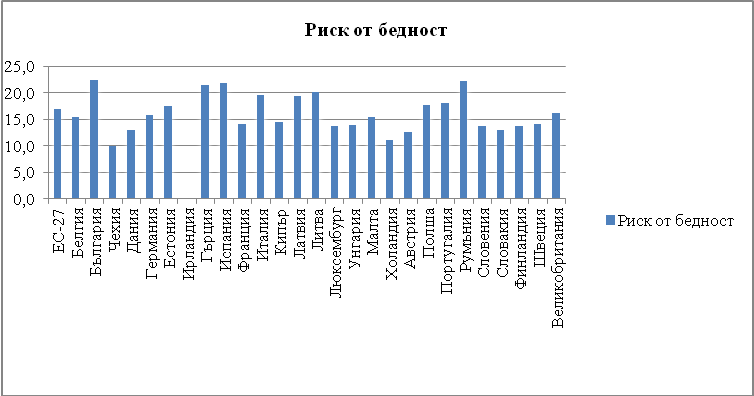 Риск от бедност
25,0
20,0
15,0
10,0
5,0
0,0
ЕС-27
Белгия
България
Чехия
Дания
Германия
Естония
Ирландия
Гърция
Испания
Франция
Италия
Кипър
Латвия
Литва
Люксембург
Унгария
Малта
Холандия
Австрия
Полша
Португалия
Румъния
Словения
Словакия
Финландия
Швеция
Великобритания
Риск от бедност